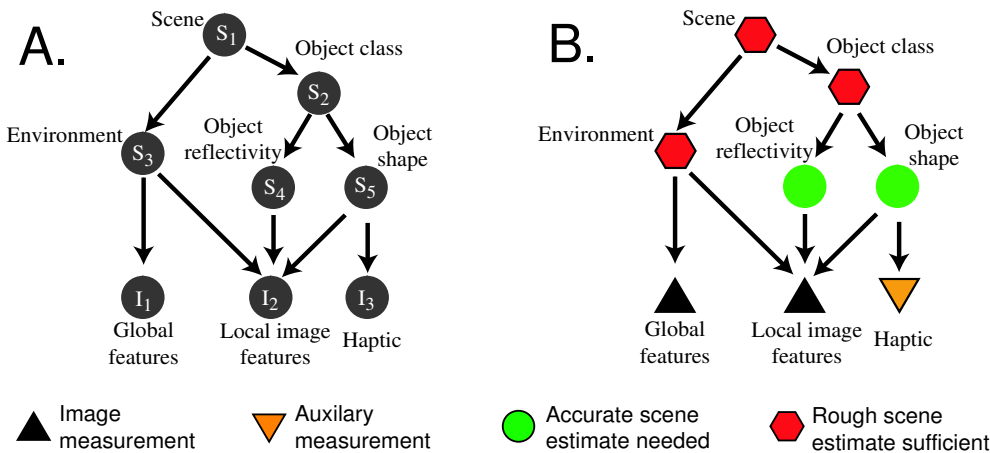 A.
Scene
S1
Object class
S2
Environment
S3
Object
reflectivity
S4
Object
shape
S5
I1
Global
features
I2
Local image
features
I3
Haptic
B.
Object class
Environment
Object
reflectivity
Object
shape
Scene
Global
features
Local image
features
Haptic
Image
measurement
Auxilary
measurement
Accurate scene
estimate needed
Rough scene
estimate sufficient